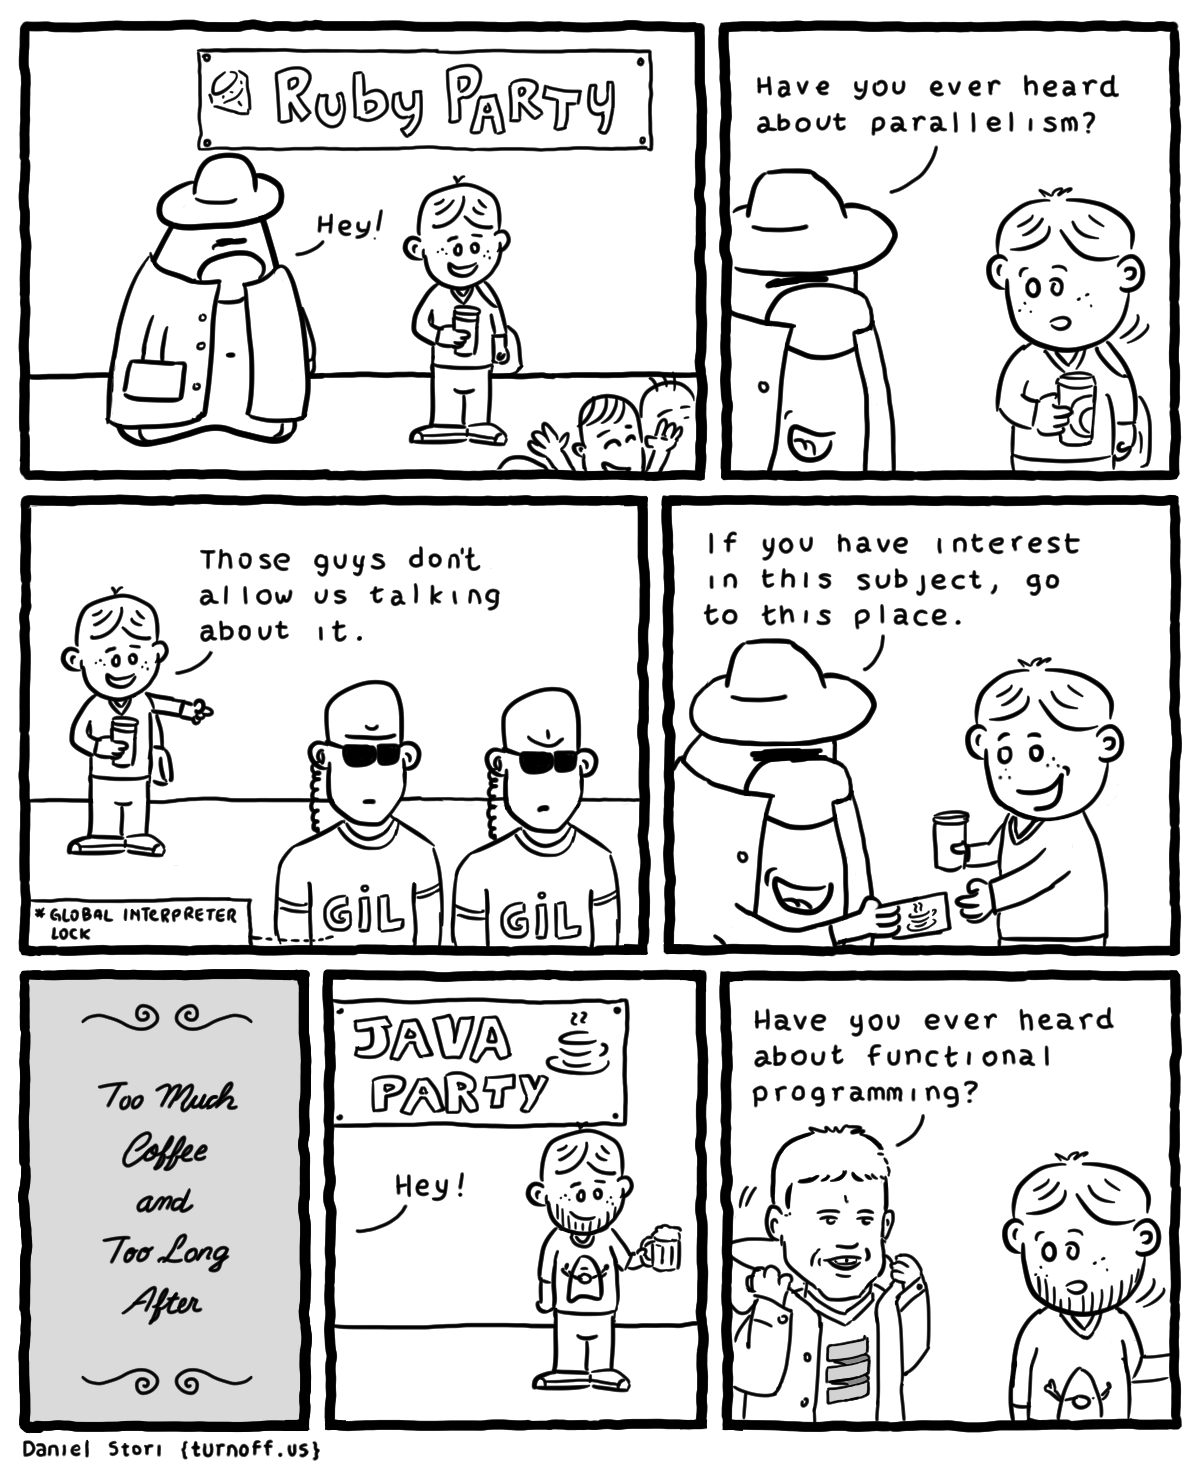 Ruby PARTY
Hey!
Have you ever heard
about parallelism?
Those guys don't
allow us talking
about it.
GIL
GIL
* GLOBAL INTERPRETER
LOCK
If you have interest
in this subject, go
to this place.
Too Much
Coffee
and
Too Long
After
JAVA
PARTY
Hey!
Have you ever heard
about functional
programming?
Daniel Stori {turnoff.us}